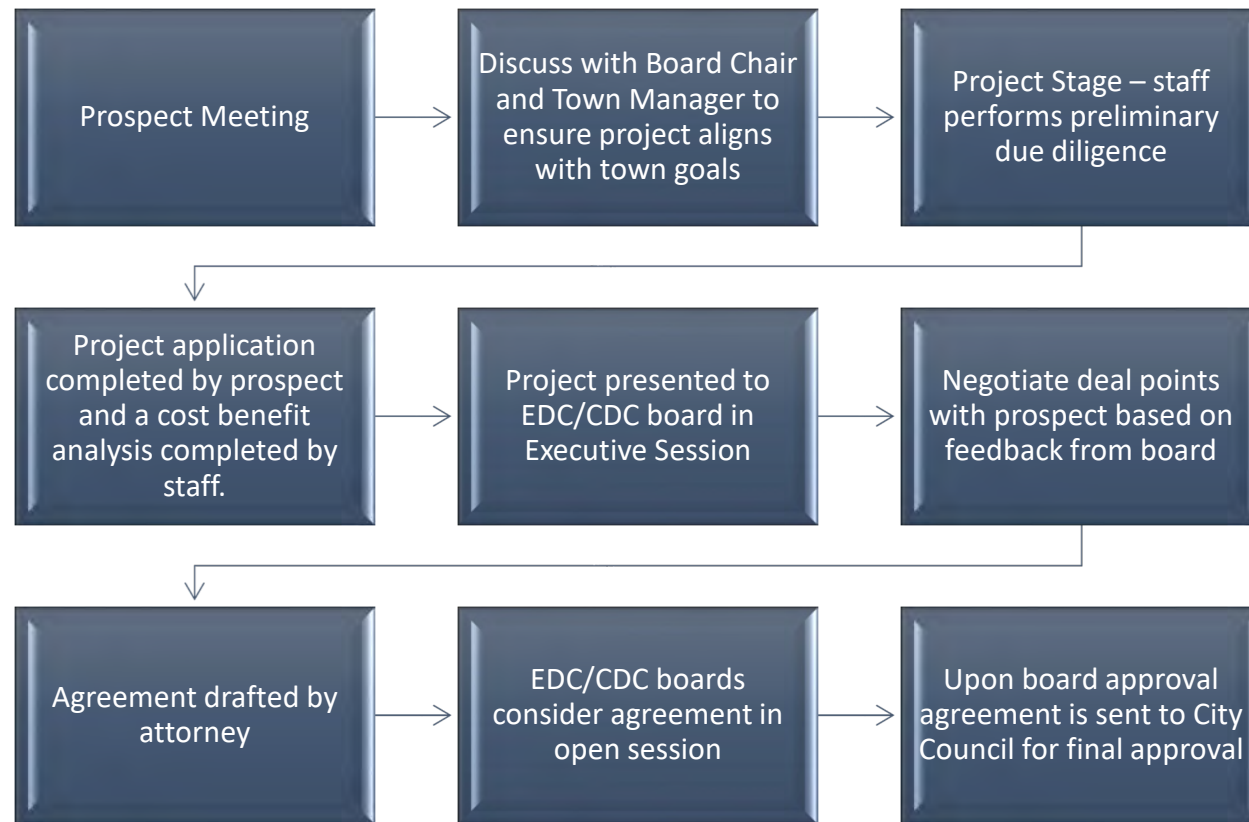 Prospect Meeting
Discuss with Board Chair
and Town Manager to
ensure project aligns
with town goals
Project Stage – staff
performs preliminary
due diligence
Project application
completed by prospect
and a cost benefit
analysis completed by
staff.
Project presented to
EDC/CDC board in
Executive Session
Negotiate deal points
with prospect based on
feedback from board
Agreement drafted by
attorney
EDC/CDC boards
consider agreement in
open session
Upon board approval
agreement is sent to City
Council for final approval